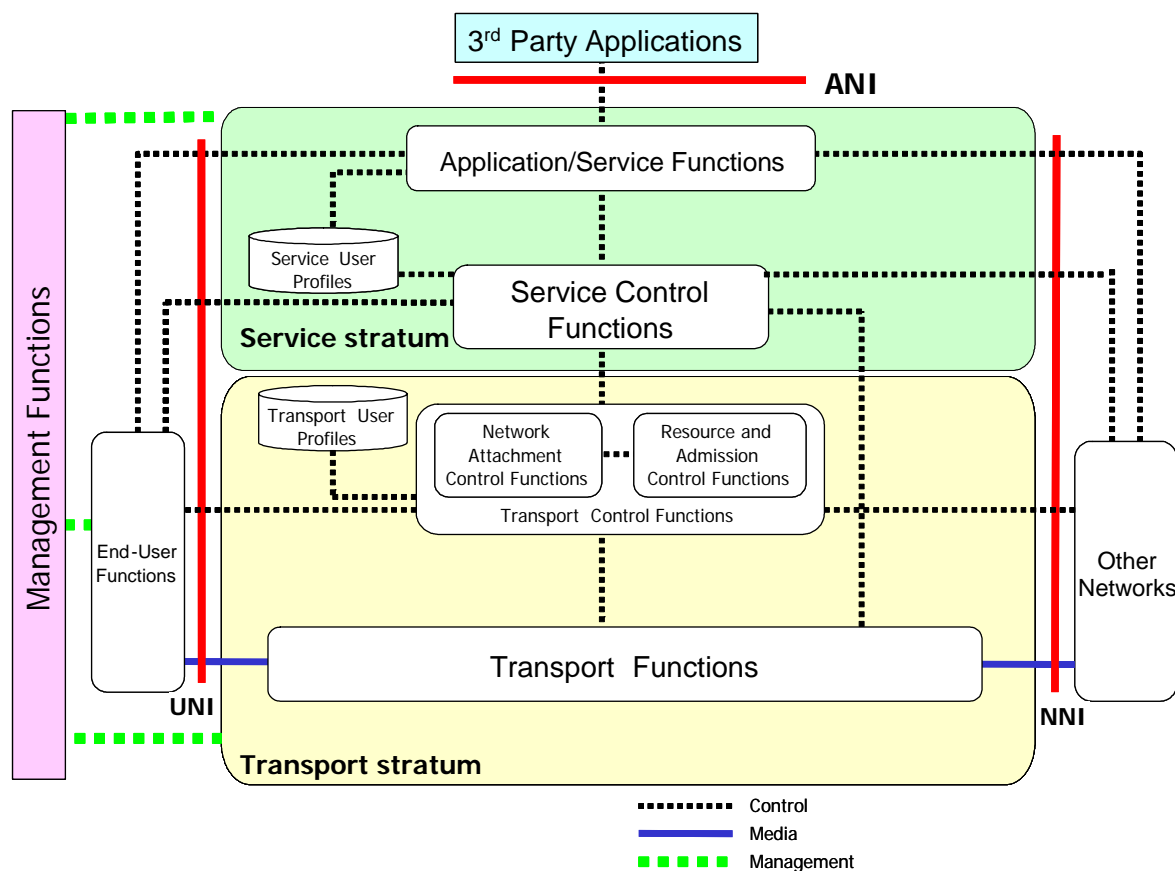 3rd Party Applications
ANI
Application/Service Functions
Service User
Profiles
Service Control
Functions
Service stratum
Management Functions
Transport User
Profiles
Network
Attachment
Control Functions
Resource and
Admission
Control Functions
Transport Control Functions
End-User
Functions
Other
Networks
Transport Functions
UNI
NNI
Transport stratum
Control
Media
Management